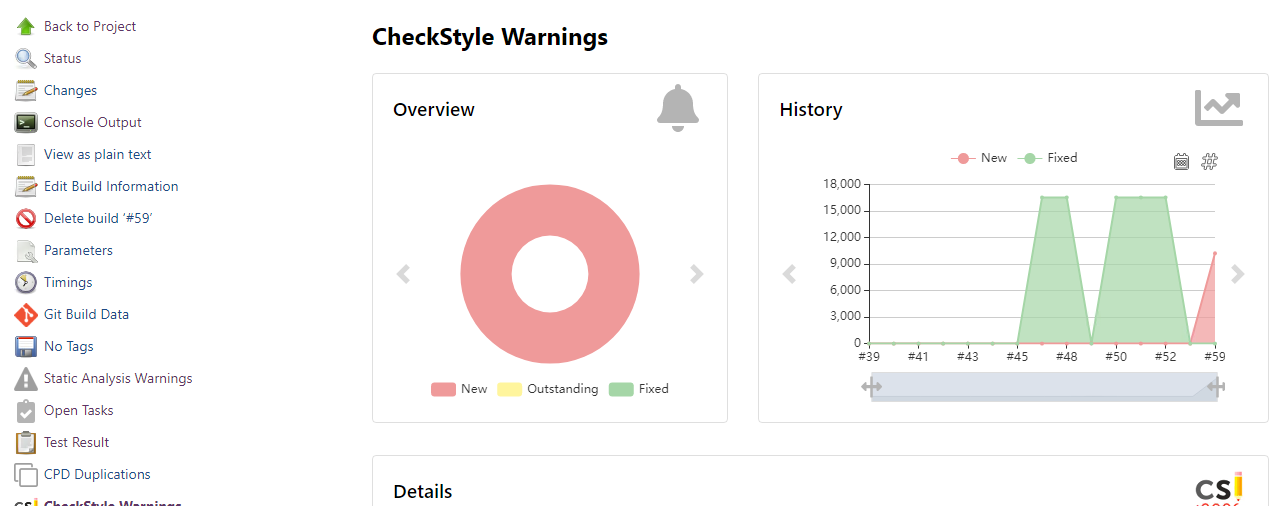 Back to Project
Status
Changes
Console Output
View as plain text
Edit Build Information
Delete build ‘#59’
Parameters
Timings
Git Build Data
No Tags
Static Analysis Warnings
Open Tasks
Test Result
CPD Duplications
CheckStyle Warnings
CheckStyle Warnings
Overview
New Outstanding Fixed
History
New Fixed
18,000
15,000
12,000
9,000
6,000
3,000
0
#39 #41 #43 #45 #48 #50 #52 #59
Details
CS